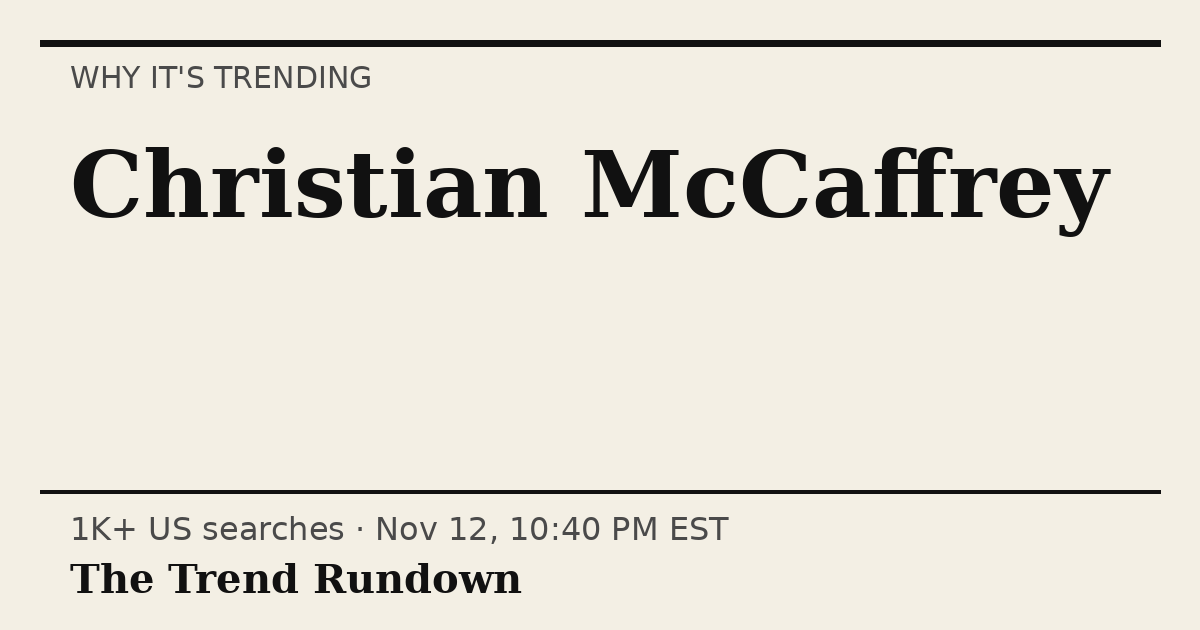 WHY IT'S TRENDING
Christian McCaffrey
1K+ US searches · Nov 12, 10:40 PM EST
The Trend Rundown